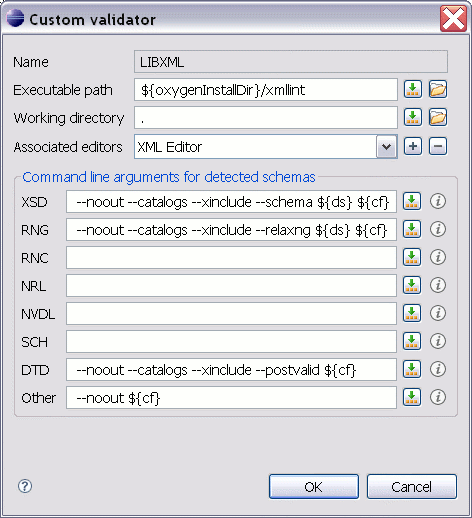 Custom validator
Name LIBXML
Executable path ${oxygenInstallDir}/xmllint
Working directory .
Associated editors XML Editor
Command line arguments for detected schemas
XSD --noout --catalogs --xinclude --schema ${ds} ${cf}
RNG --noout --catalogs --xinclude --relaxng ${ds} ${cf}
RNC
NRL
NVDL
SCH
DTD --noout --catalogs --xinclude --postvalid ${cf}
Other --noout ${cf}
OK Cancel